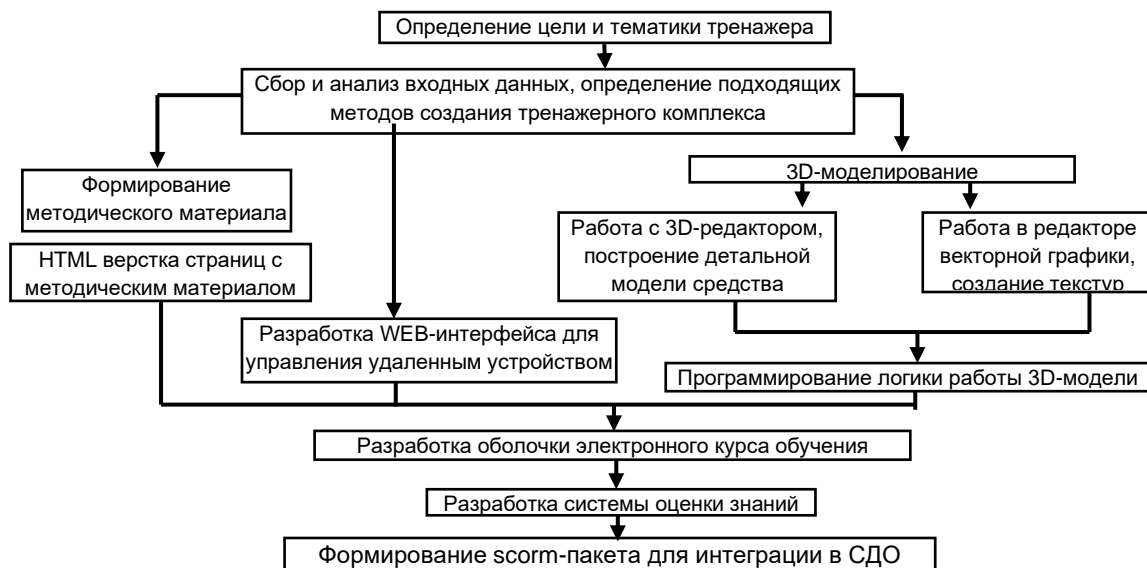 Определение цели и тематики тренажера
Сбор и анализ входных данных, определение подходящих
методов создания тренажерного комплекса
Формирование
методического материала
3D-моделирование
HTML верстка страниц с
методическим материалом
Работа с 3D-редактором,
построение детальной
модели средства
Работа в редакторе
векторной графики,
создание текстур
Разработка WEB-интерфейса для
управления удаленным устройством
Программирование логики работы 3D-модели
Разработка оболочки электронного курса обучения
Разработка системы оценки знаний
Формирование scorm-пакета для интеграции в СДО